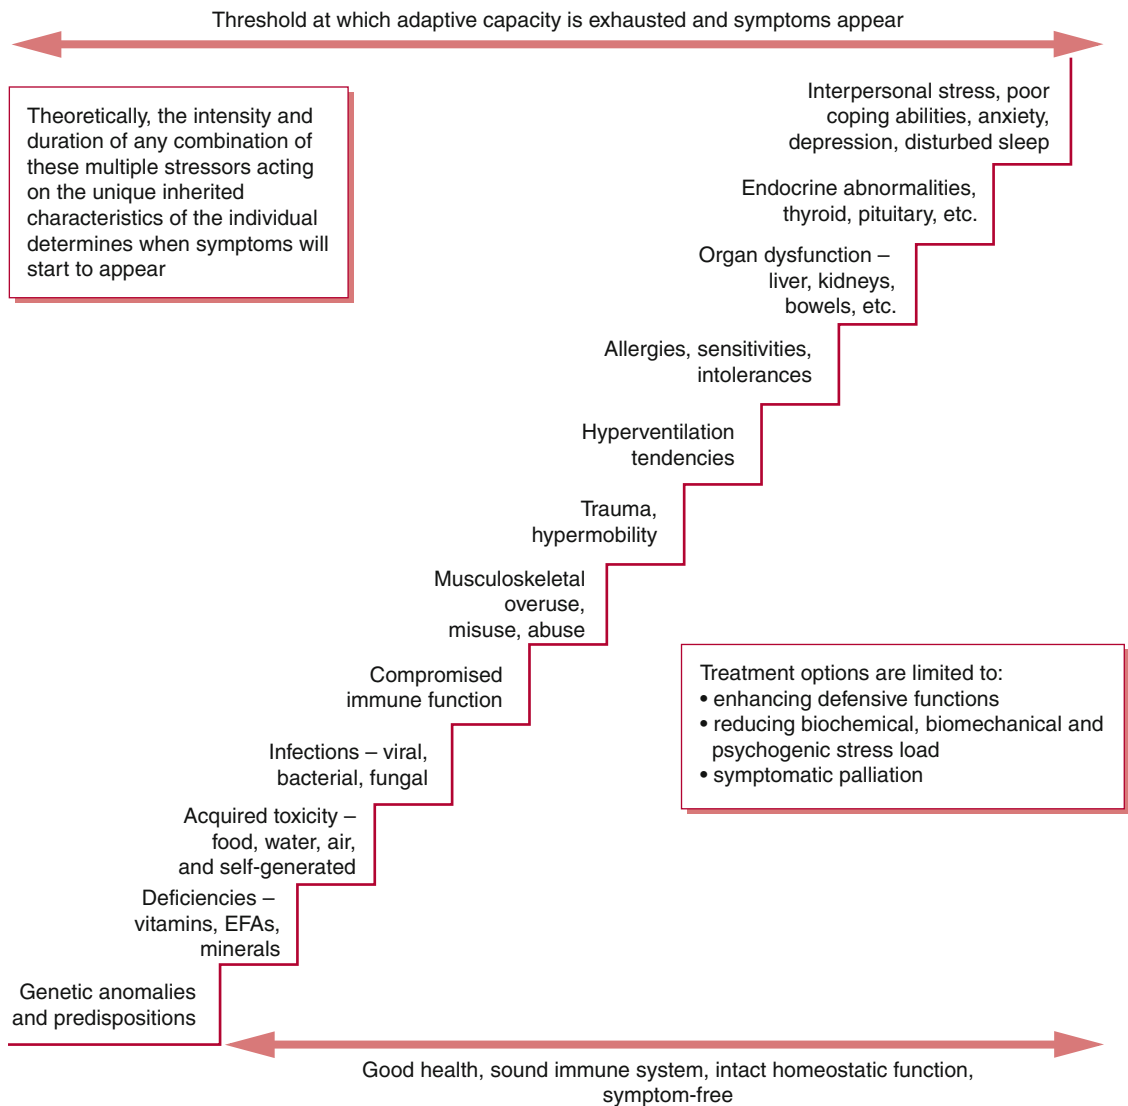 Threshold at which adaptive capacity is exhausted and symptoms appear
Theoretically, the intensity and
duration of any combination of
these multiple stressors acting
on the unique inherited
characteristics of the individual
determines when symptoms will
start to appear
Interpersonal stress, poor
coping abilities, anxiety,
depression, disturbed sleep
Endocrine abnormalities,
thyroid, pituitary, etc.
Organ dysfunction –
liver, kidneys,
bowels, etc.
Allergies, sensitivities,
intolerances
Hyperventilation
tendencies
Trauma,
hypermobility
Musculoskeletal
overuse,
misuse, abuse
Compromised
immune function
Infections – viral,
bacterial, fungal
Acquired toxicity –
food, water, air,
and self-generated
Deficiencies –
vitamins, EFAs,
minerals
Genetic anomalies
and predispositions
Treatment options are limited to:
• enhancing defensive functions
• reducing biochemical, biomechanical and
psychogenic stress load
• symptomatic palliation
Good health, sound immune system, intact homeostatic function,
symptom-free